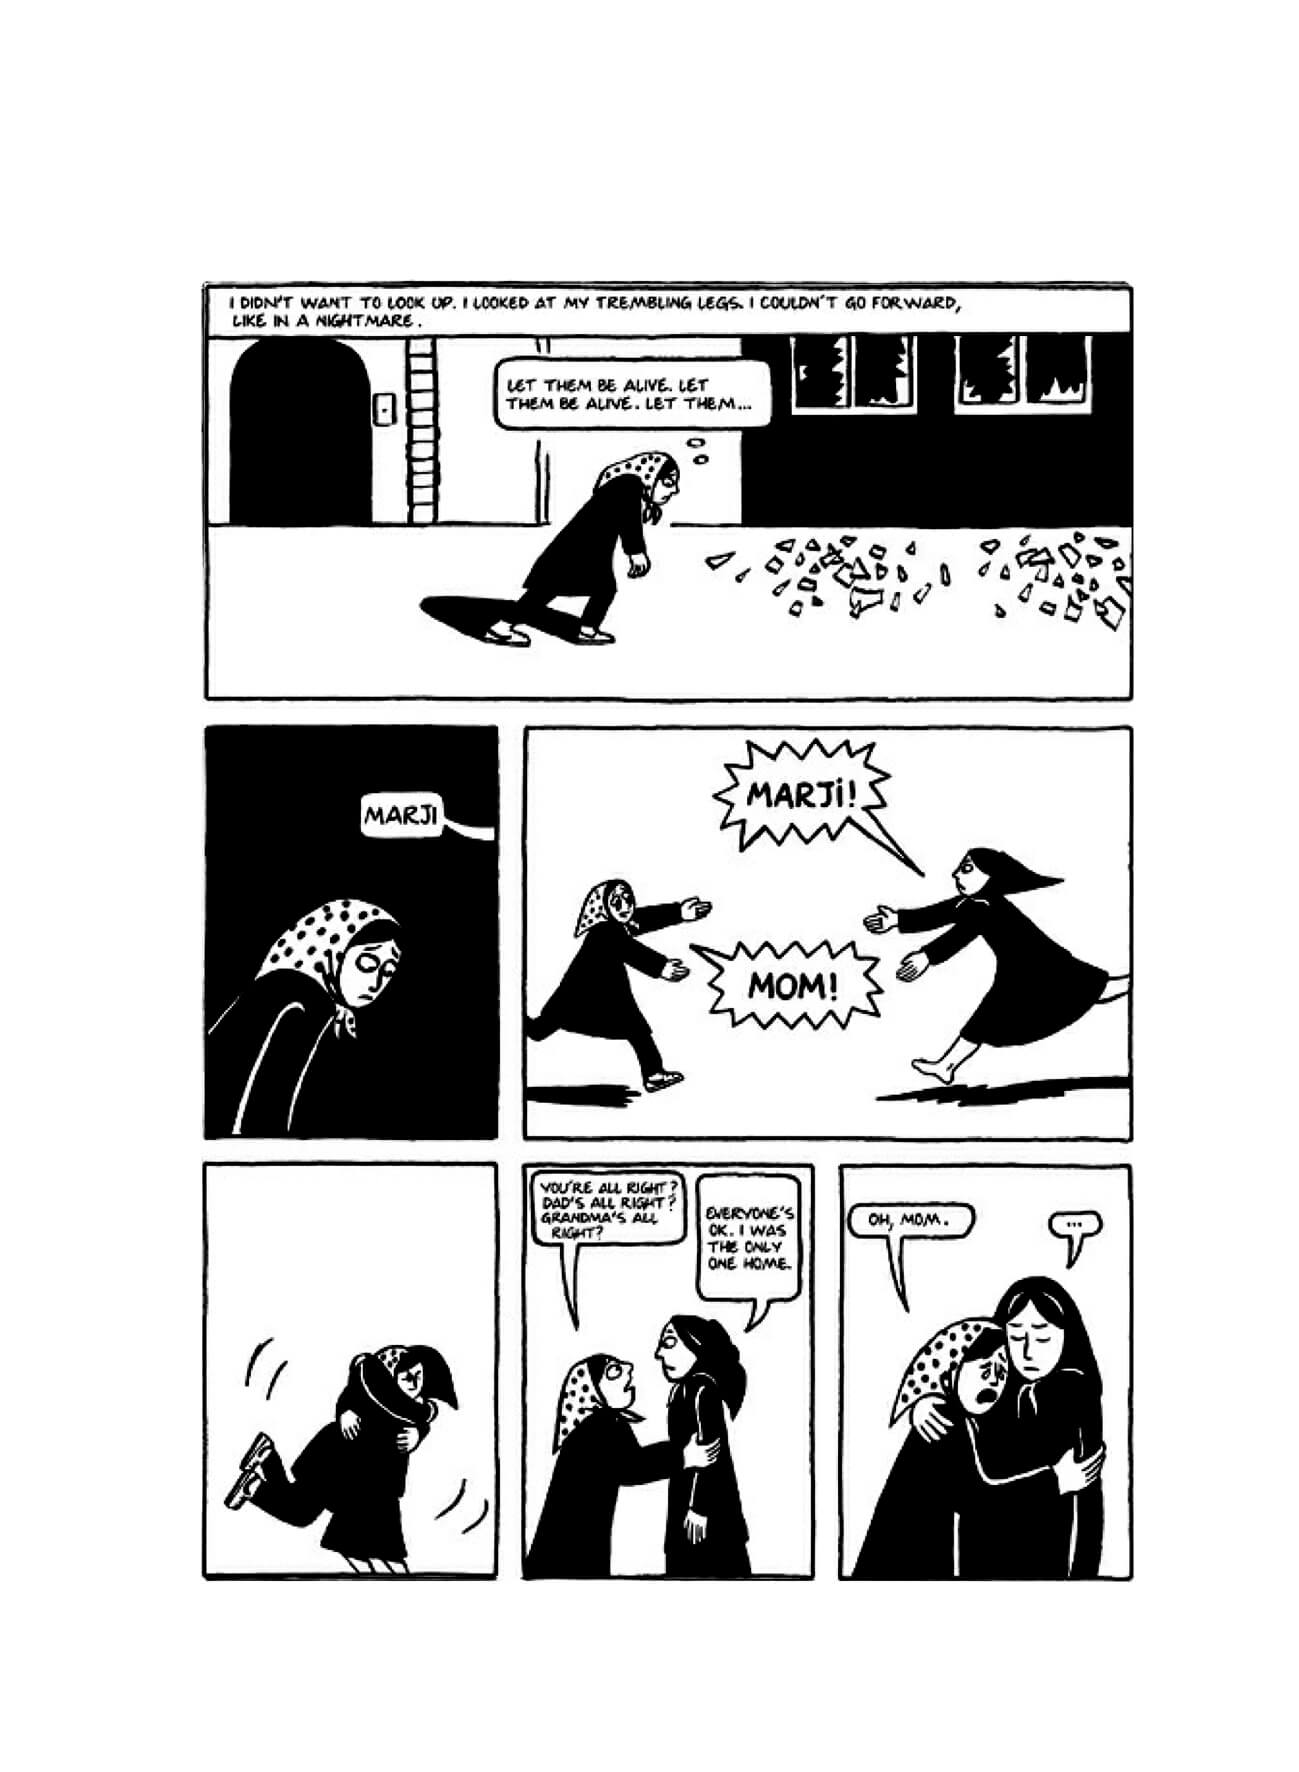 I DIDN'T WANT TO LOOK UP. I LOOKED AT MY TREMBLING LEGS. I COULDN'T GO FORWARD,
LIKE IN A NIGHTMARE.
LET THEM BE ALIVE. LET
THEM BE ALIVE. LET THEM...
MARJI
MARJI!
MOM!
YOU'RE ALL RIGHT?
DAD'S ALL RIGHT?
GRANDMA'S ALL
RIGHT?
EVERYONE'S
OK. I WAS
THE ONLY
ONE HOME.
OH, MOM.
...